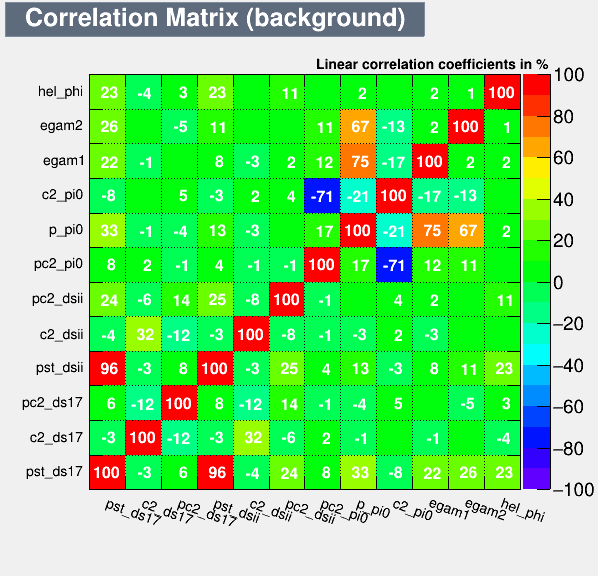 Correlation Matrix (background)
Linear correlation coefficients in %
hel_phi 23 -4 3 23 11 2 2 1 100
egam2 26 -5 11 11 67 -13 2 100 1
egam1 22 -1 8 -3 2 12 75 -17 100 2 2
c2_pi0 -8 5 -3 2 4 -71 -21 100 -17 -13
p_pi0 33 -1 -4 13 -3 17 100 -21 75 67 2
pc2_pi0 8 2 -1 4 -1 -1 100 17 -71 12 11
pc2_dsii 24 -6 14 25 -8 100 -1 4 2 11
c2_dsii -4 32 -12 -3 100 -8 -1 -3 2 -3
pst_dsii 96 -3 8 100 -3 25 4 13 -3 8 11 23
pc2_ds17 6 -12 100 8 -12 14 -1 -4 5 -5 3
c2_ds17 -3 100 -12 -3 32 -6 2 -1 -1 -4
pst_ds17 100 -3 6 96 -4 24 8 33 -8 22 26 23
pst_ds17 c2_ds17 pc2_ds17 pst_dsii c2_dsii pc2_dsii pc2_pi0 p_pi0 c2_pi0 egam1 egam2 hel_phi
100
80
60
40
20
0
−20
−40
−60
−80
−100